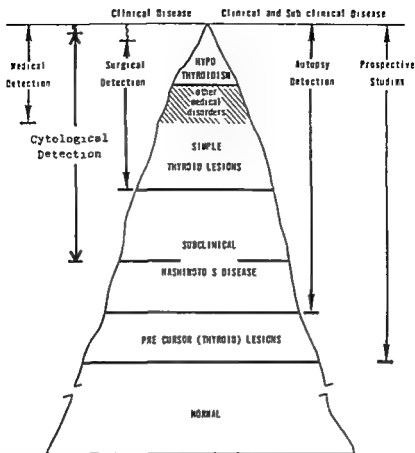 Clinical Disease
Clinical and Sub clinical Disease
Medical
Detection
Surgical
Detection
HYPO
THYROIDISM
Autopsy
Detection
Prospective
Studies
other
medical
disorders
Cytological
Detection
SIMPLE
THYROID LESIONS
SUBCLINICAL
HASHIMOTO S DISEASE
PRE CURSOR (THYROID) LESIONS
NORMAL